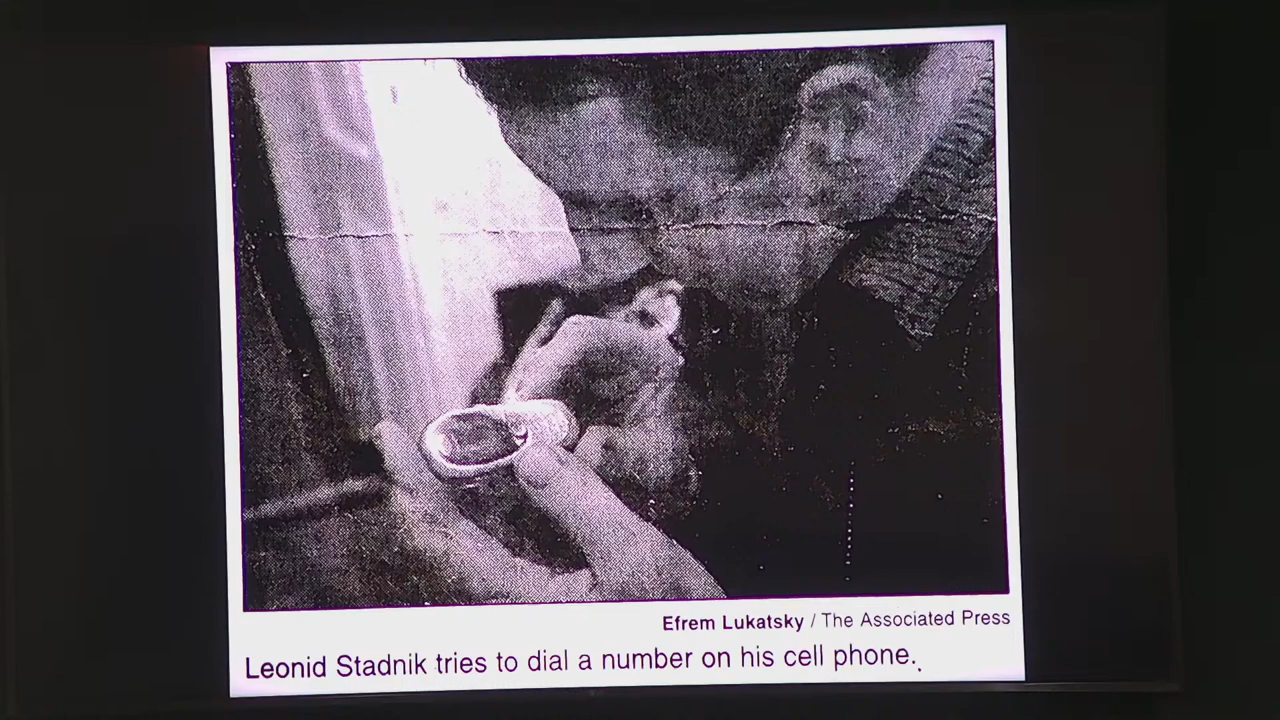 Efrem Lukatsky / The Associated Press
Leonid Stadnik tries to dial a number on his cell phone.